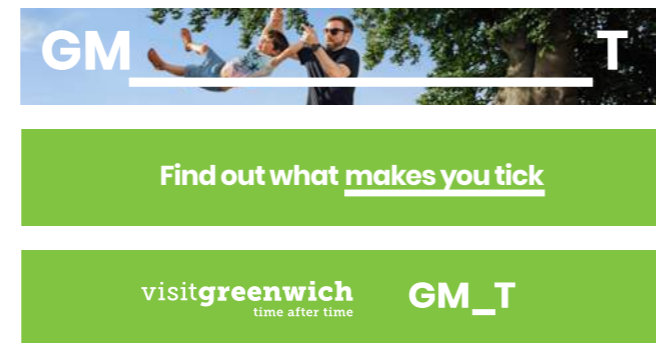 GM_T
Find out what makes you tick
visitgreenwich GM_T
time after time